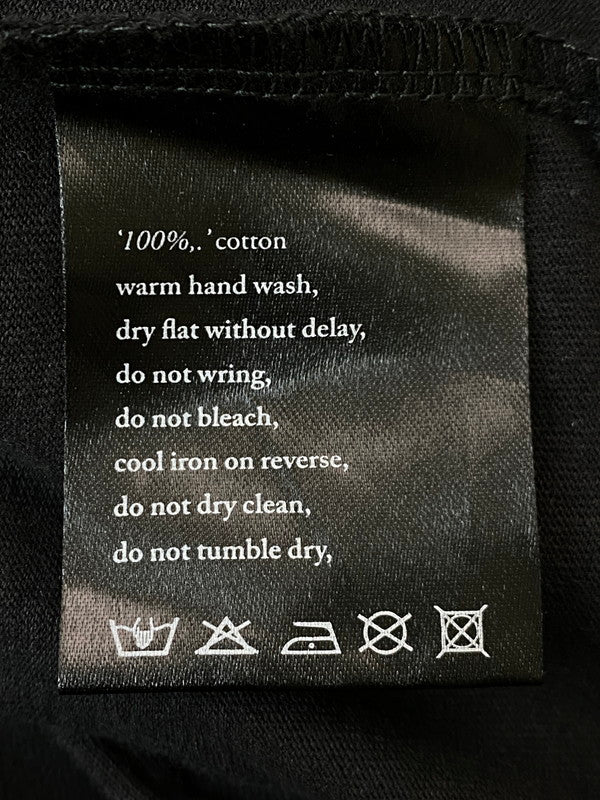 ‘100%,.’ cotton
warm hand wash,
dry flat without delay,
do not wring,
do not bleach,
cool iron on reverse,
do not dry clean,
do not tumble dry,